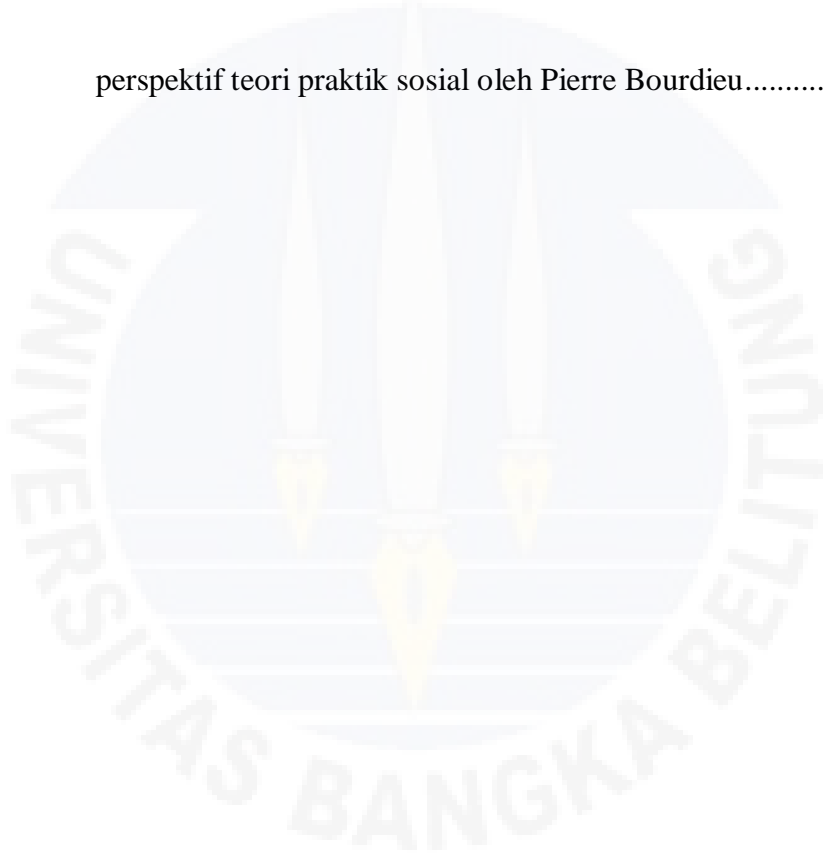 perspektif teori praktik sosial oleh Pierre Bourdieu..........
UNIVERSITAS BANGKA BELITUNG